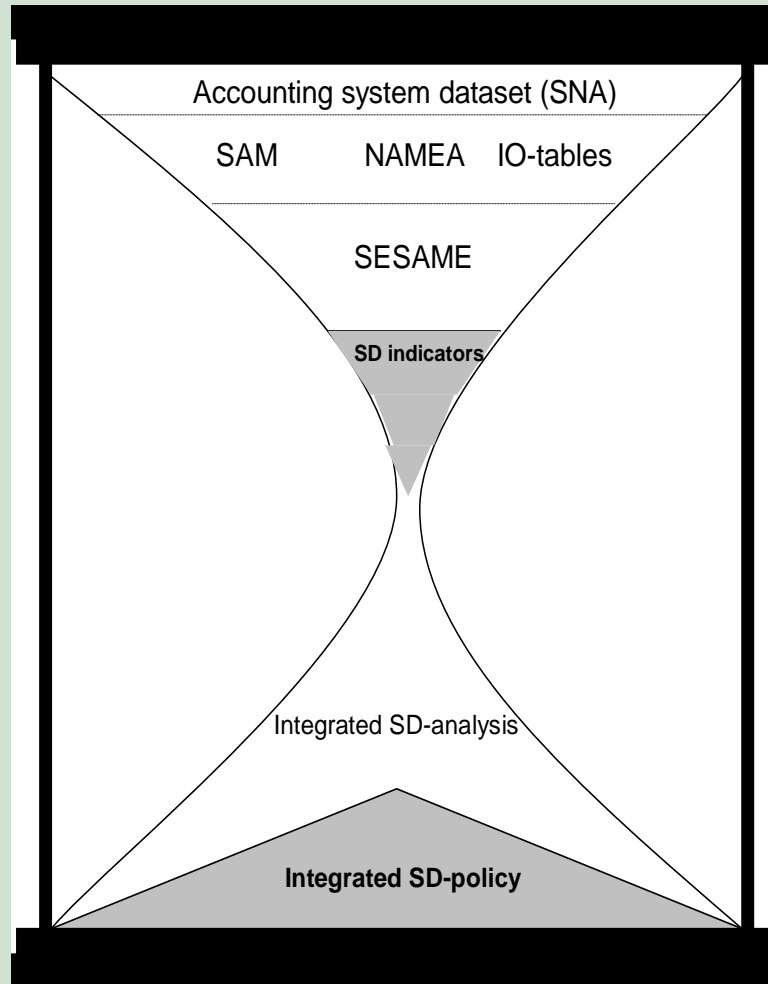 Accounting system dataset (SNA)
SAM NAMEA IO-tables
SESAME
SD indicators
Integrated SD-analysis
Integrated SD-policy